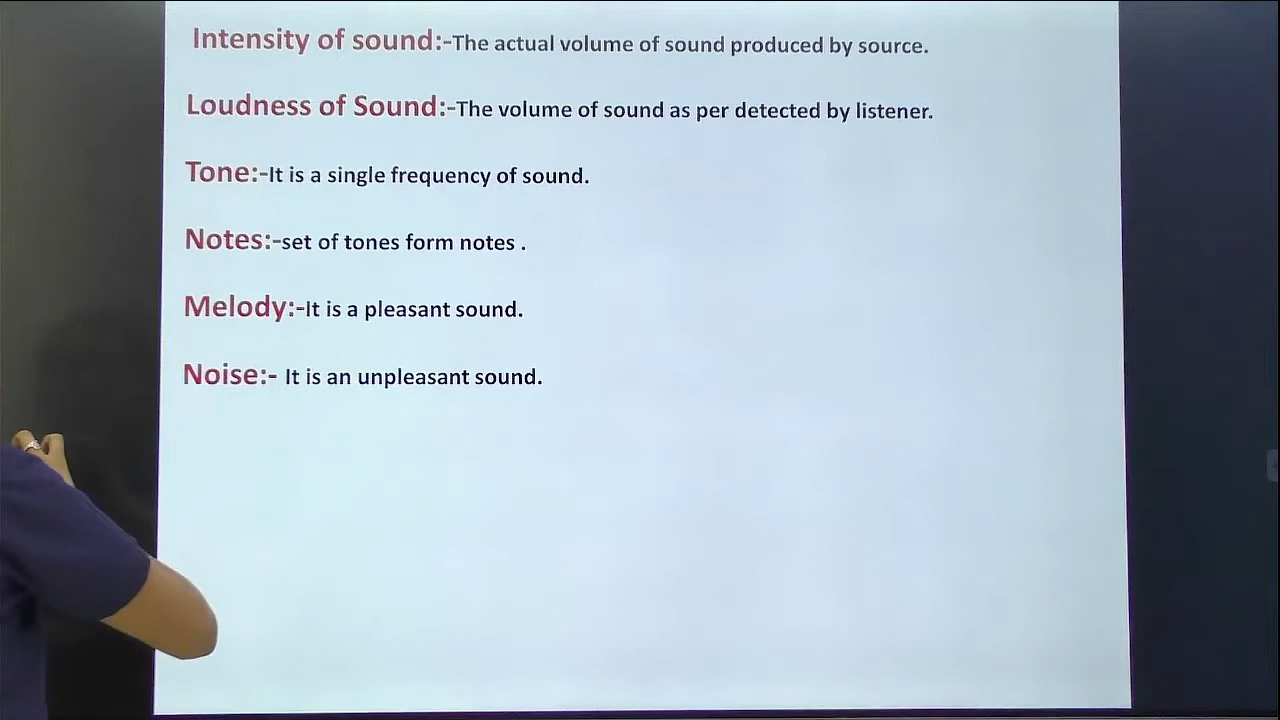 Intensity of sound:-The actual volume of sound produced by source.
Loudness of Sound:-The volume of sound as per detected by listener.
Tone:-It is a single frequency of sound.
Notes:-set of tones form notes .
Melody:-It is a pleasant sound.
Noise:- It is an unpleasant sound.